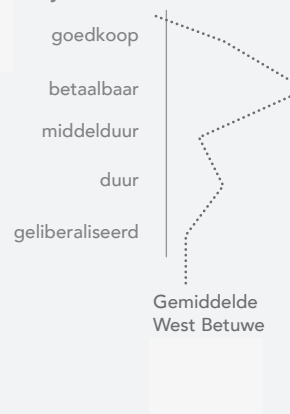 goedkoop
betaalbaar
middelduur
duur
geliberaliseerd
Gemiddelde
West Betuwe